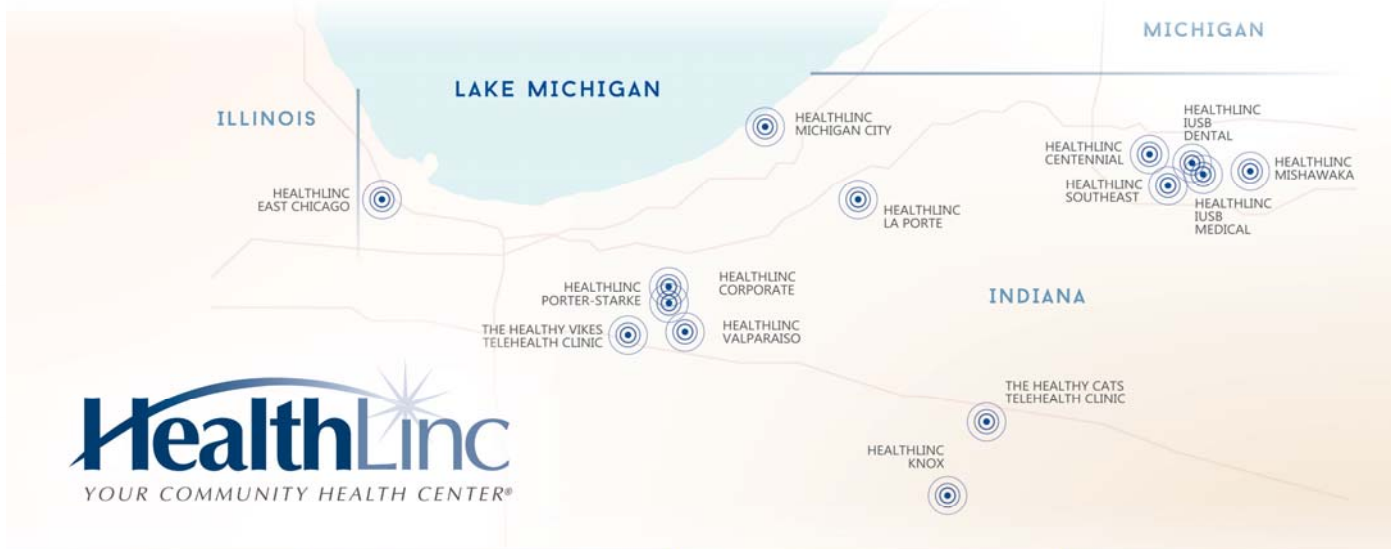 MICHIGAN
LAKE MICHIGAN
ILLINOIS
HEALTHLINC
MICHIGAN CITY
HEALTHLINC
IUSB
DENTAL
HEALTHLINC
CENTENNIAL
HEALTHLINC
MISHAWAKA
HEALTHLINC
SOUTHEAST
HEALTHLINC
IUSB
MEDICAL
HEALTHLINC
EAST CHICAGO
HEALTHLINC
LA PORTE
HEALTHLINC
PORTER-STARKE
HEALTHLINC
CORPORATE
INDIANA
THE HEALTHY VIKES
TELEHEALTH CLINIC
HEALTHLINC
VALPARAISO
THE HEALTHY CATS
TELEHEALTH CLINIC
HEALTHLINC
KNOX
HealthLinc
YOUR COMMUNITY HEALTH CENTER®